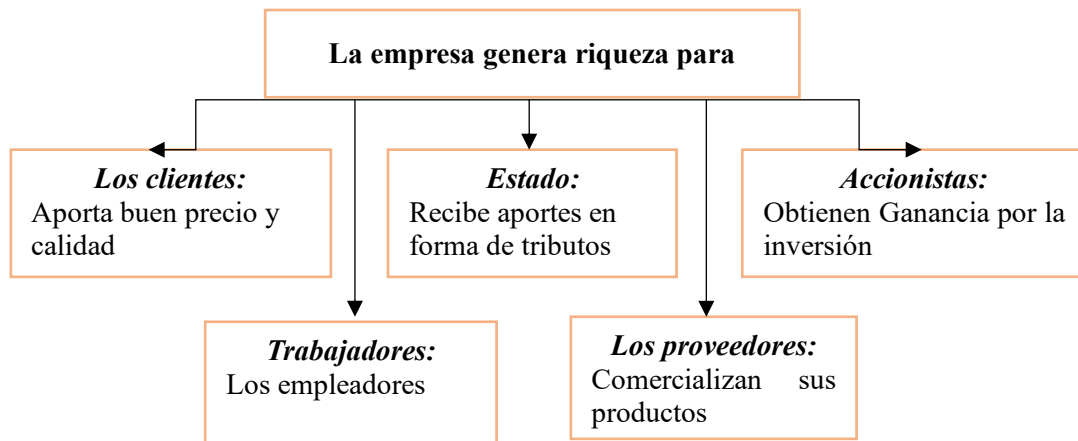 La empresa genera riqueza para
Los clientes:
Aporta buen precio y
calidad
Estado:
Recibe aportes en
forma de tributos
Accionistas:
Obtienen Ganancia por la
inversión
Trabajadores:
Los empleadores
Los proveedores:
Comercializan sus
productos